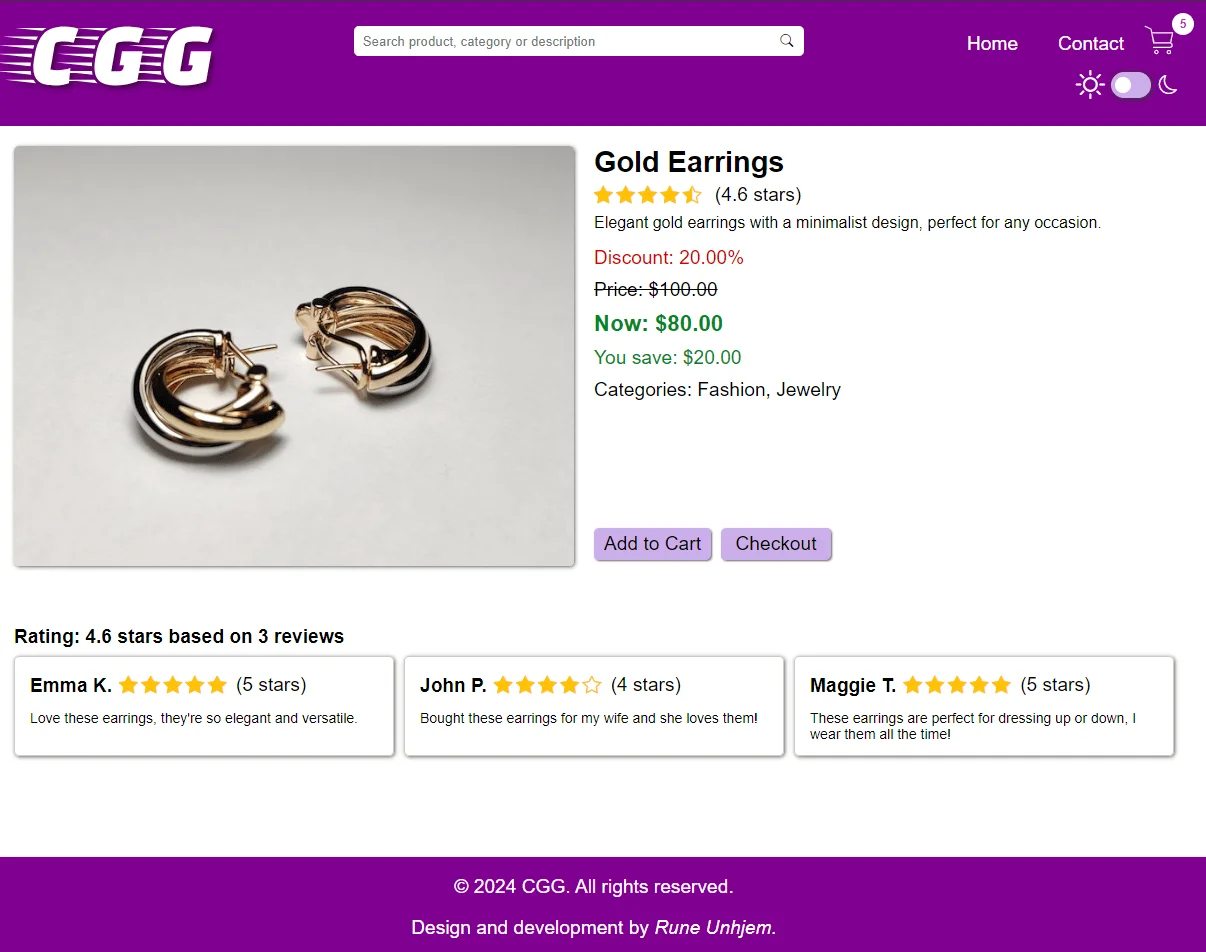 CGG
Search product, category or description
Home
Contact
5
Gold Earrings
(4.6 stars)
Elegant gold earrings with a minimalist design, perfect for any occasion.
Discount: 20.00%
Price: $100.00
Now: $80.00
You save: $20.00
Categories: Fashion, Jewelry
Add to Cart
Checkout
Rating: 4.6 stars based on 3 reviews
Emma K. (5 stars)
Love these earrings, they're so elegant and versatile.
John P. (4 stars)
Bought these earrings for my wife and she loves them!
Maggie T. (5 stars)
These earrings are perfect for dressing up or down, I
wear them all the time!
© 2024 CGG. All rights reserved.
Design and development by Rune Unhjem.